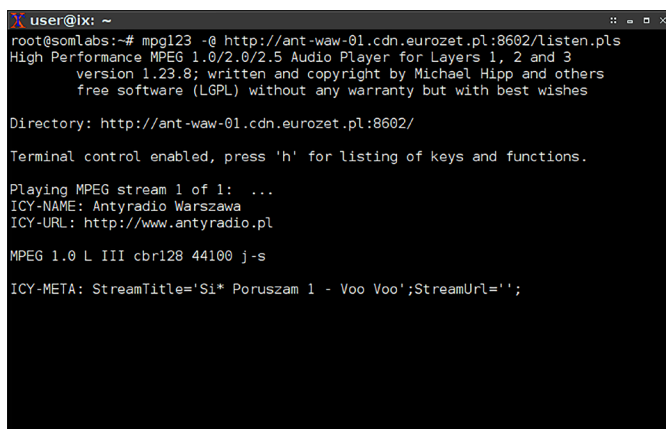 user@ix: ~
root@somlabs:~# mpg123 -@ http://ant-waw-01.cdn.eurozet.pl:8602/listen.pls
High Performance MPEG 1.0/2.0/2.5 Audio Player for Layers 1, 2 and 3
version 1.23.8; written and copyright by Michael Hipp and others
free software (LGPL) without any warranty but with best wishes
Directory: http://ant-waw-01.cdn.eurozet.pl:8602/
Terminal control enabled, press 'h' for listing of keys and functions.
Playing MPEG stream 1 of 1:  ...
ICY-NAME: Antyradio Warszawa
ICY-URL: http://www.antyradio.pl
MPEG 1.0 L III cbr128 44100 j-s
ICY-META: StreamTitle='Si* Poruszam 1 - Voo Voo';StreamUrl='';